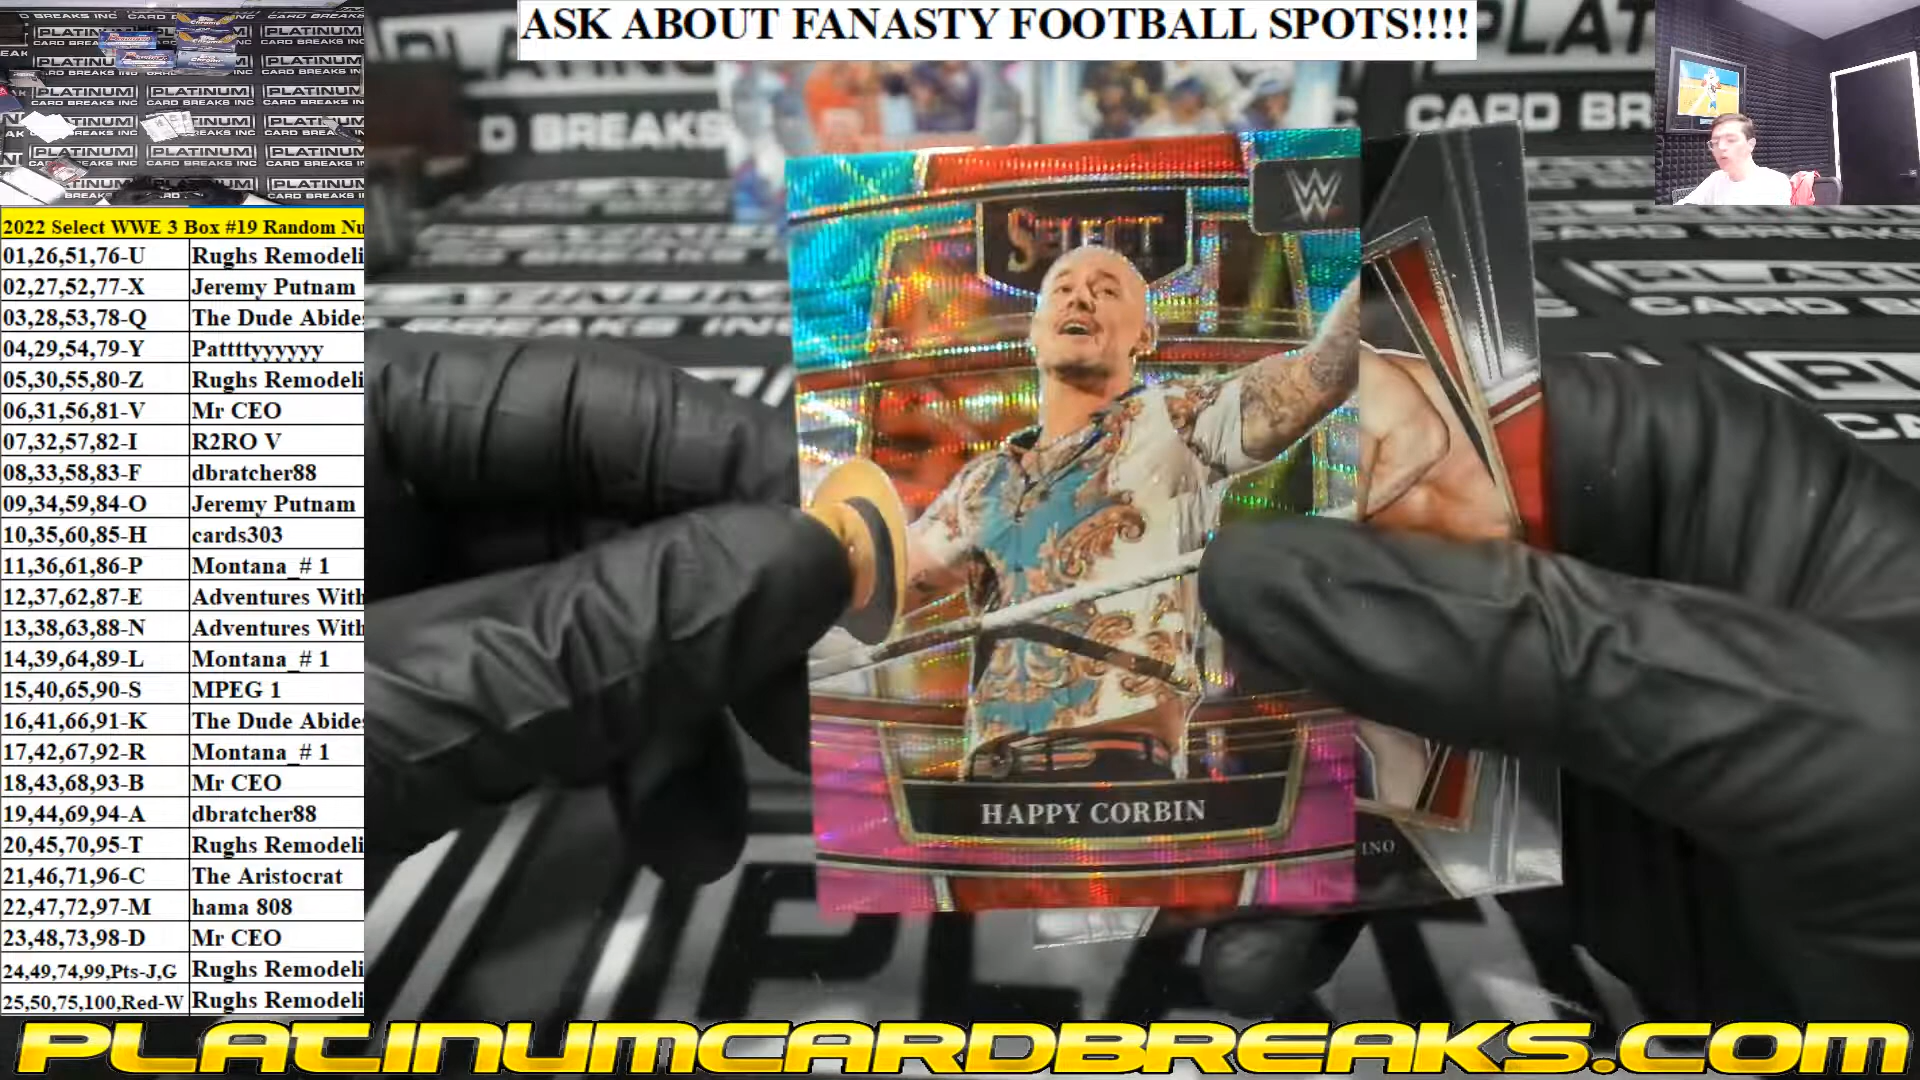 ASK ABOUT FANASTY FOOTBALL SPOTS!!!!
2022 Select WWE 3 Box #19 Random Nu
01,26,51,76-U Rughs Remodeli
02,27,52,77-X Jeremy Putnam
03,28,53,78-Q The Dude Abides
04,29,54,79-Y Pattttyyyyyy
05,30,55,80-Z Rughs Remodeli
06,31,56,81-V Mr CEO
07,32,57,82-I R2RO V
08,33,58,83-F dbratcher88
09,34,59,84-O Jeremy Putnam
10,35,60,85-H cards303
11,36,61,86-P Montana_# 1
12,37,62,87-E Adventures With
13,38,63,88-N Adventures With
14,39,64,89-L Montana_# 1
15,40,65,90-S MPEG 1
16,41,66,91-K The Dude Abides
17,42,67,92-R Montana_# 1
18,43,68,93-B Mr CEO
19,44,69,94-A dbratcher88
20,45,70,95-T Rughs Remodeli
21,46,71,96-C The Aristocrat
22,47,72,97-M hama 808
23,48,73,98-D Mr CEO
24,49,74,99,Pts-J,G Rughs Remodeli
25,50,75,100,Red-W Rughs Remodeli
SELECT
W
HAPPY CORBIN
INO
PLATINUM
CARD BREAKS INC
PLATINUMCARDBREAKS.COM